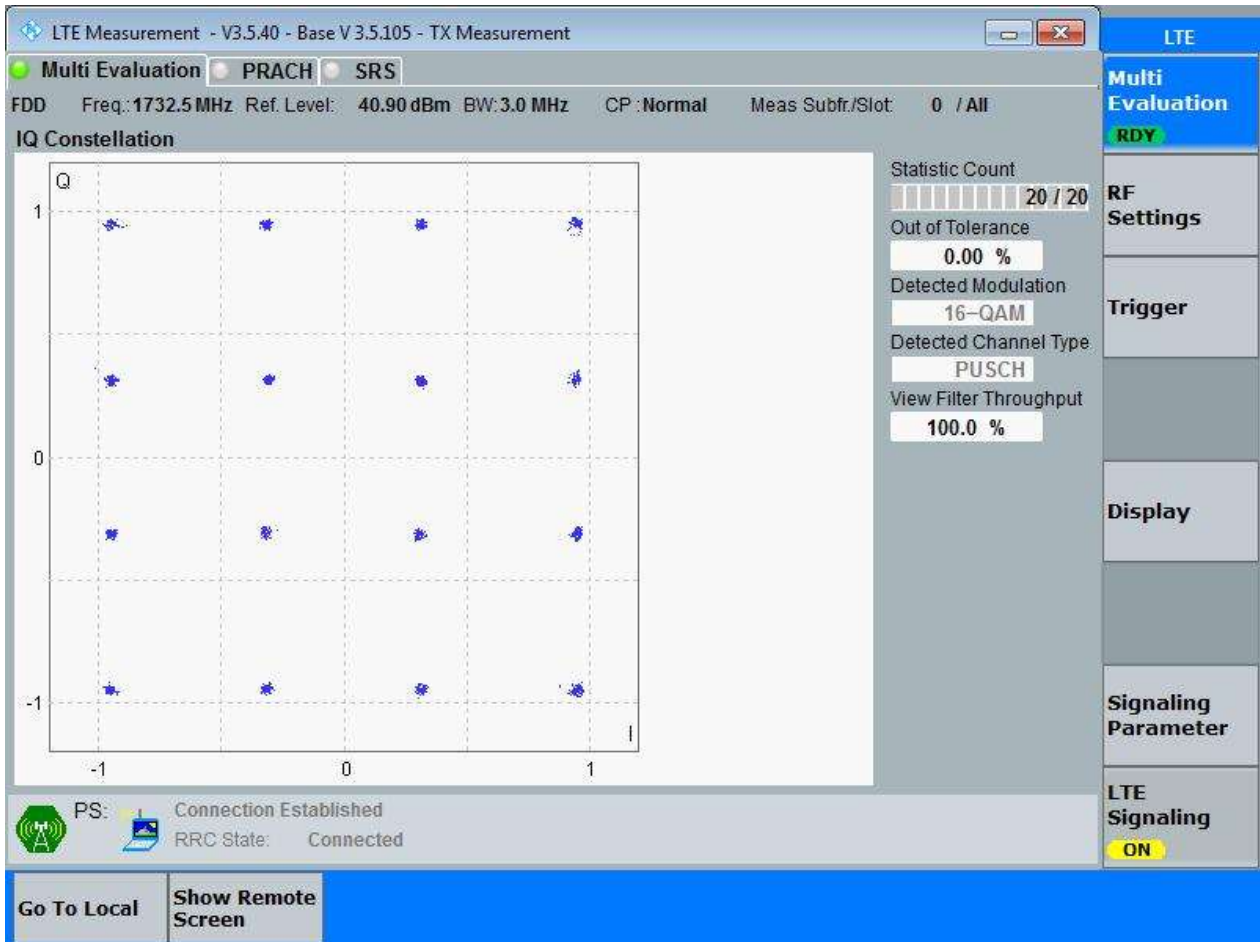 LTE Measurement - V3.5.40 - Base V 3.5.105 - TX Measurement
Multi Evaluation PRACH SRS
FDD Freq.: 1732.5 MHz Ref. Level: 40.90 dBm BW: 3.0 MHz CP : Normal Meas Subfr./Slot: 0 / All
IQ Constellation
Q
1
0
-1
I
-1 0 1
Statistic Count
20 / 20
Out of Tolerance
0.00 %
Detected Modulation
16-QAM
Detected Channel Type
PUSCH
View Filter Throughput
100.0 %
PS: Connection Established
RRC State: Connected
LTE
Multi
Evaluation
RDY
RF
Settings
Trigger
Display
Signaling
Parameter
LTE
Signaling
ON
Go To Local
Show Remote
Screen